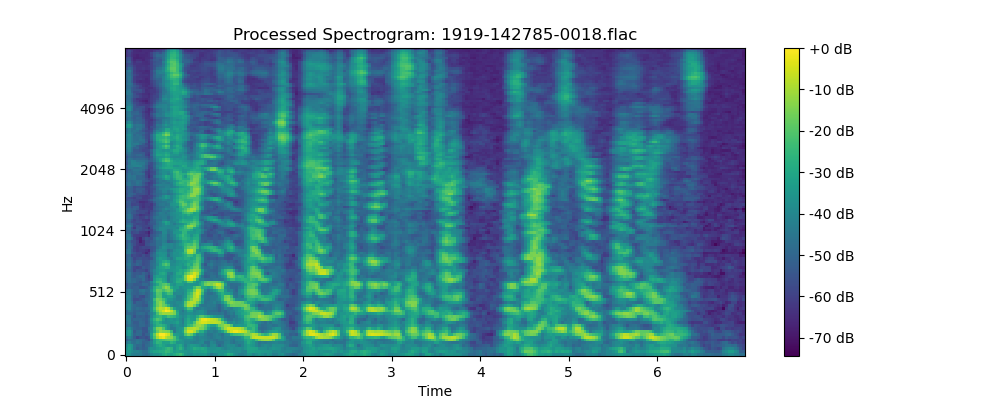 Processed Spectrogram: 1919-142785-0018.flac
+0 dB
-10 dB
-20 dB
-30 dB
-40 dB
-50 dB
-60 dB
-70 dB
4096
2048
1024
512
0
Hz
0 1 2 3 4 5 6
Time